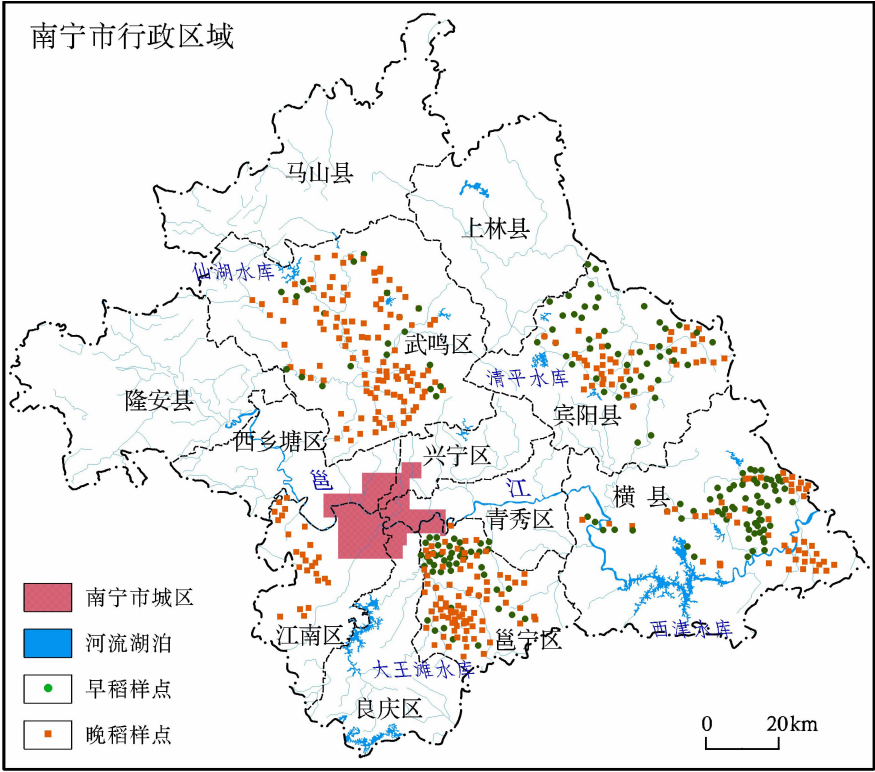 南宁市行政区域
马山县
上林县
仙湖水库
武鸣区
清平水库
隆安县
宾阳县
西乡塘区
兴宁区
邕
江
横 县
青秀区
南宁市城区
河流湖泊
江南区
邕宁区
西津水库
大王滩水库
早稻样点
良庆区
晚稻样点
0 20km